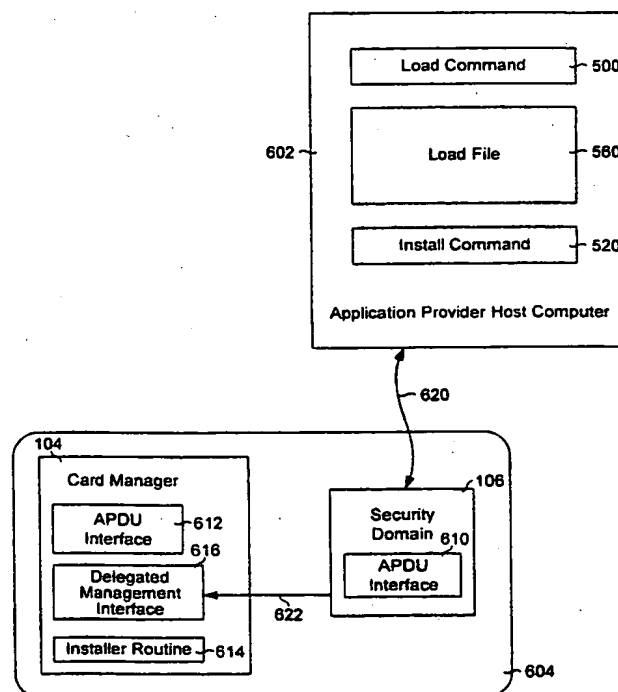 Load Command
500
Load File
560
602
Install Command
520
Application Provider Host Computer
620
104
Card Manager
106
APDU
Interface
612
Security
Domain
616
610
Delegated
Management
Interface
APDU
Interface
622
Installer Routine
614
604